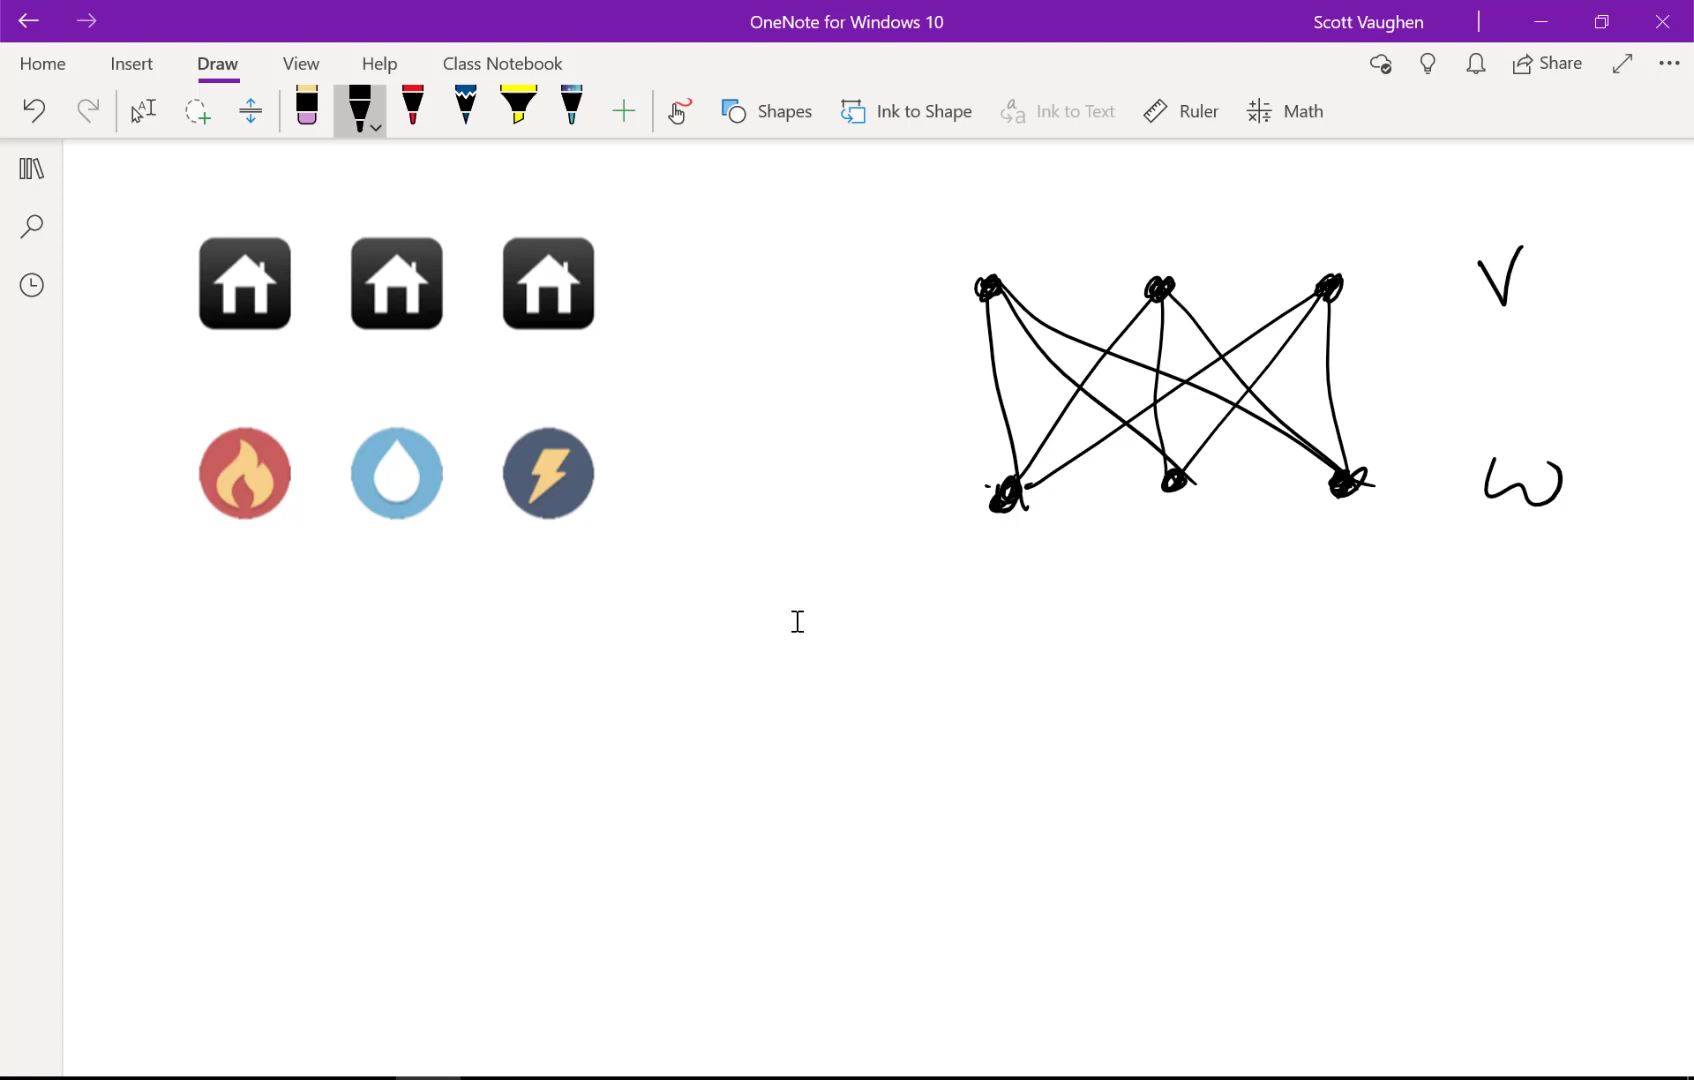 OneNote for Windows 10
Scott Vaughen
Home Insert Draw View Help Class Notebook
Share
Shapes Ink to Shape Ink to Text Ruler Math
V
W